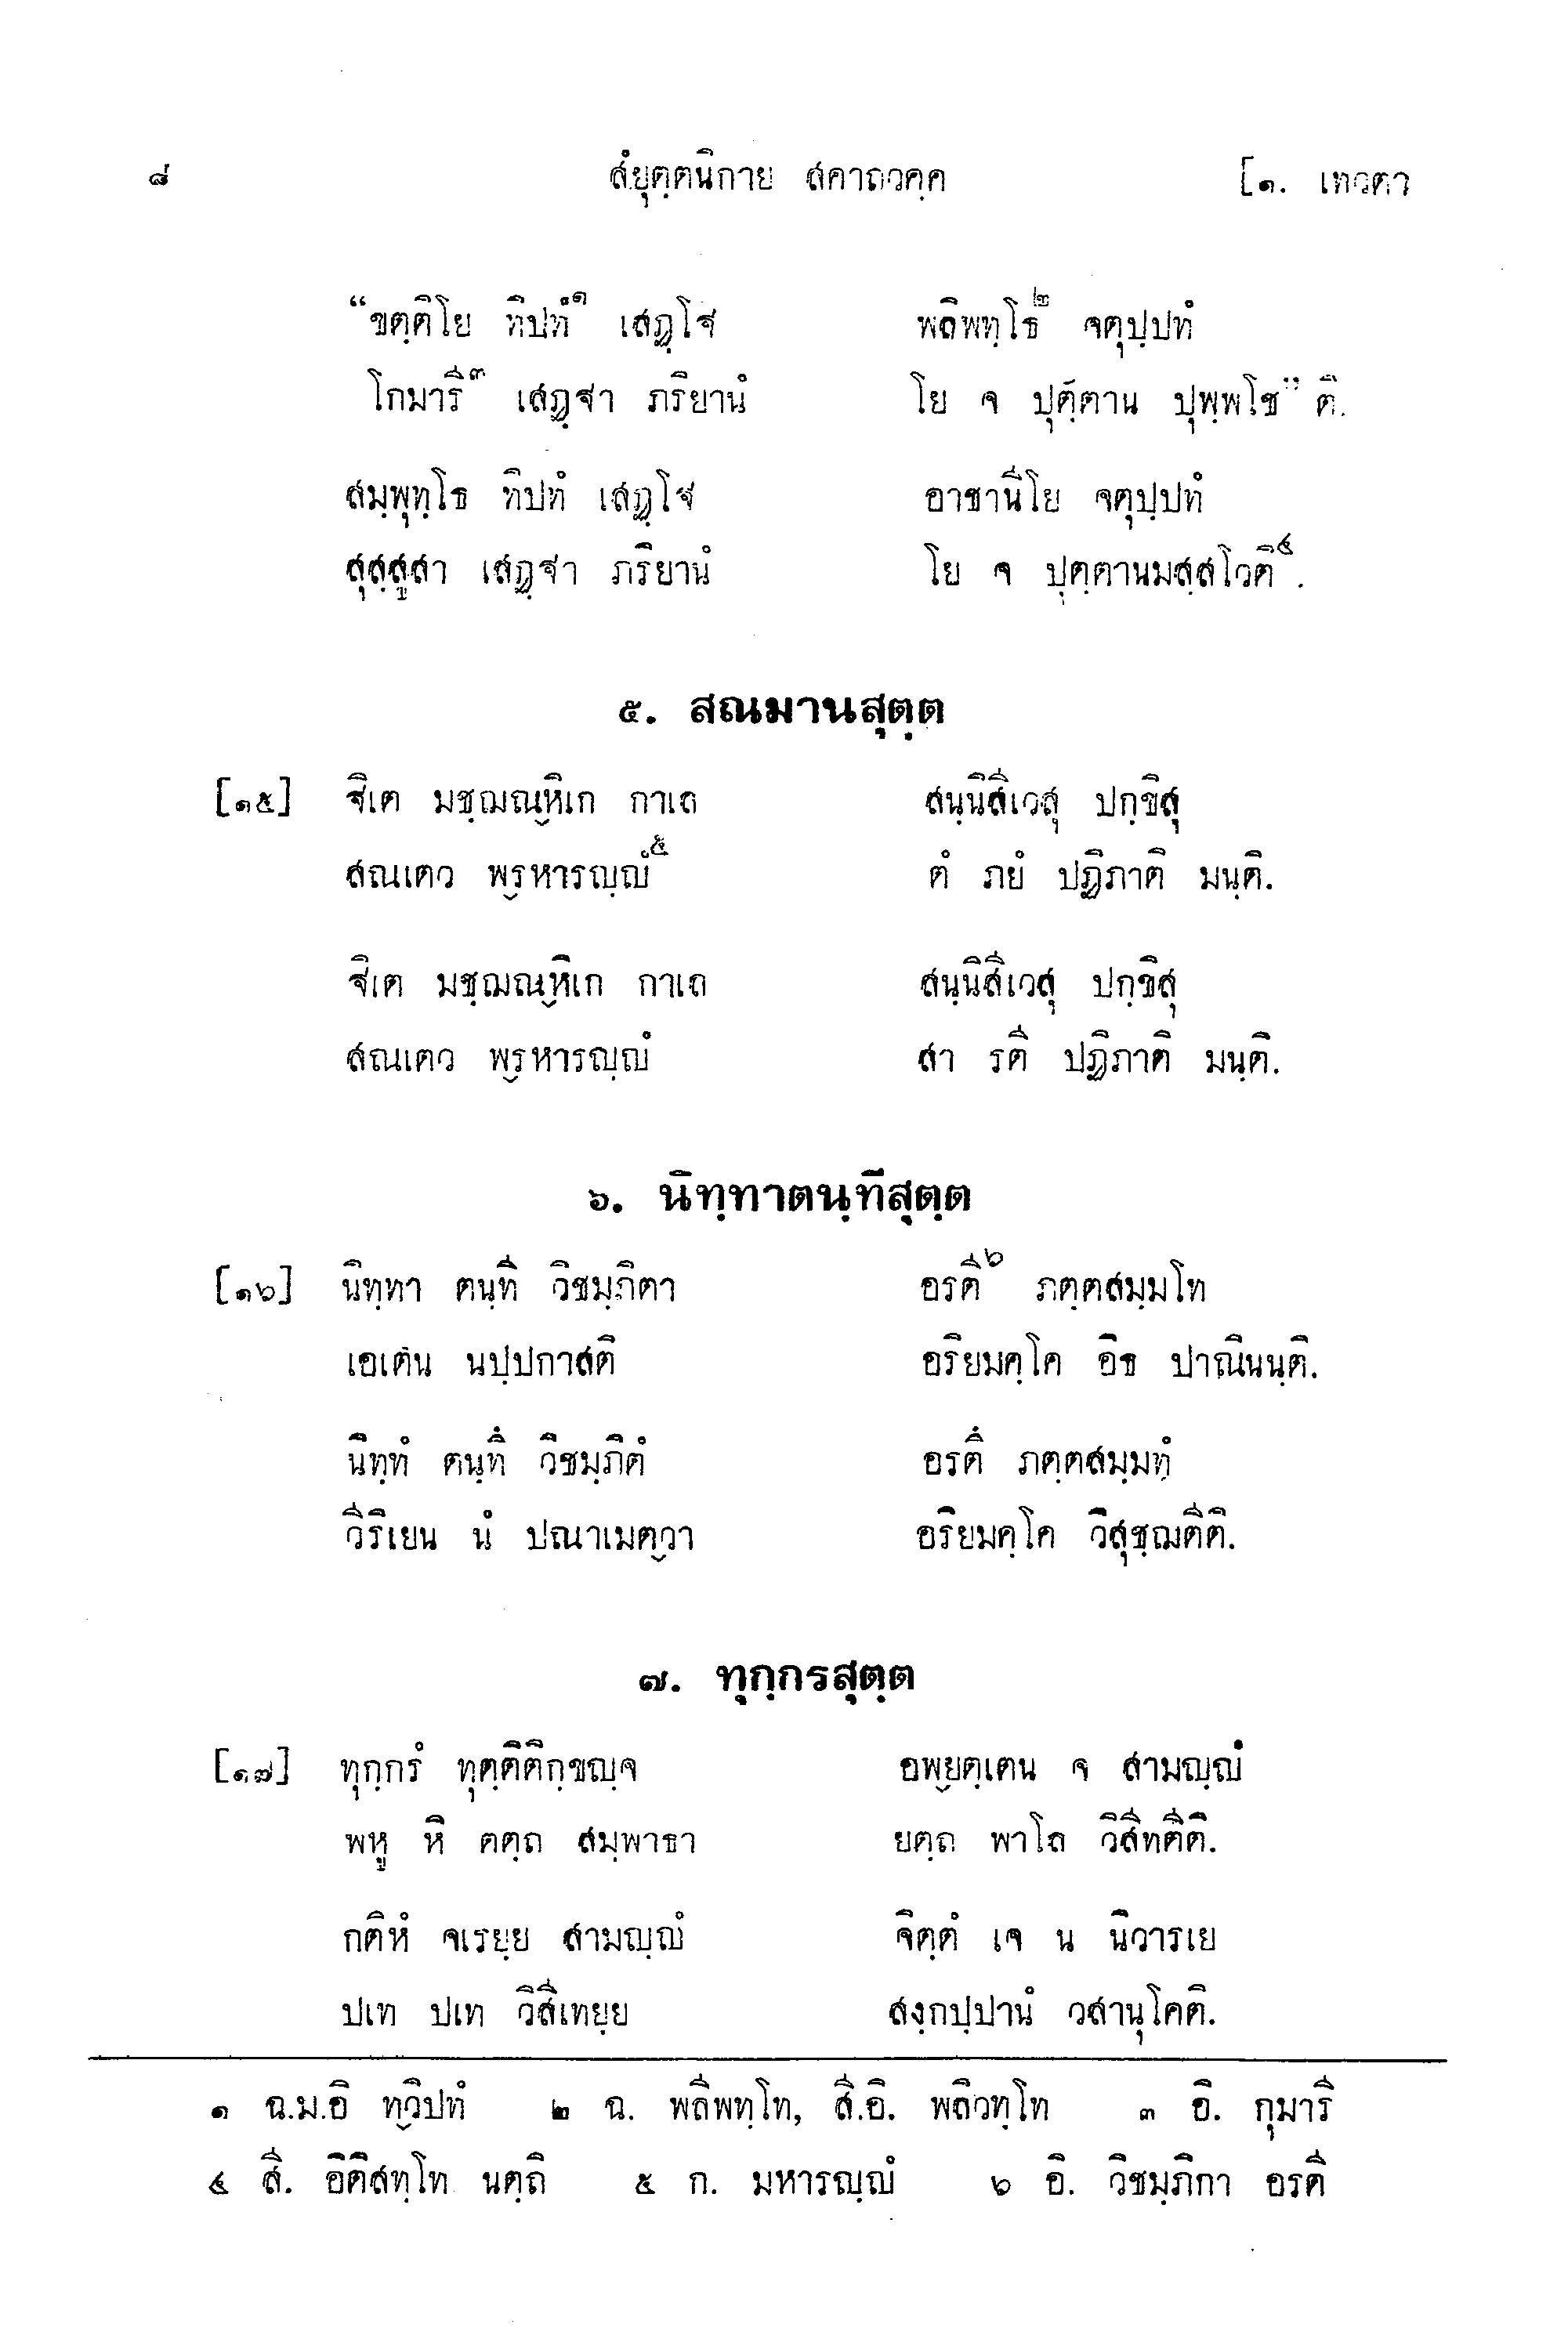 ๘ สํยุตฺตนิกาย สคาถวคฺค [๑. เทวตา
“ขตฺติโย ทิปทํ๑ เสฏฺโฐ พลิพทฺโธ๒ จตุปฺปทํ
โกมารี๓ เสฏฺฐา ภริยานํ โย จ ปุตฺตาน ปุพฺพโช” ติ.
สมฺพุทฺโธ ทิปทํ เสฏฺโฐ อาชานีโย จตุปฺปทํ
สุสฺสูสา เสฏฺฐา ภริยานํ โย จ ปุตฺตานมสฺสโวติ๔.
๕. สณมานสุตฺต
[๑๕] ฐิเต มชฺฌณฺหิเก กาเล สนฺนิสีเวสุ ปกฺขิสุ
สณเตว พฺรหารญฺญํ๕ ตํ ภยํ ปฏิภาติ มนฺติ.
ฐิเต มชฺฌณฺหิเก กาเล สนฺนิสีเวสุ ปกฺขิสุ
สณเตว พฺรหารญฺญํ สา รตี ปฏิภาติ มนฺติ.
๖. นิทฺทาตนฺทีสุตฺต
[๑๖] นิทฺทา ตนฺที วิชมฺภิตา อรตี๖ ภตฺตสมฺมโท
เอเตน นปฺปกาสติ อริยมคฺโค อิธ ปาณินนฺติ.
นิทฺทํ ตนฺทึ วิชมฺภิตํ อรตึ ภตฺตสมฺมทํ
วีริเยน นํ ปณาเมตฺวา อริยมคฺโค วิสุชฺฌตีติ.
๗. ทุกฺกรสุตฺต
[๑๗] ทุกฺกรํ ทุตฺติติกฺขญฺจ อพฺยตฺเตน จ สามญฺญํ
พหู หิ ตตฺถ สมฺพาธา ยตฺถ พาโล วิสีทตีติ.
กติหํ จเรยฺย สามญฺญํ จิตฺตํ เจ น นิวารเย
ปเท ปเท วิสีเทยฺย สงฺกปฺปานํ วสานุโคติ.
๑ ฉ.ม.อิ ทฺวิปทํ ๒ ฉ. พลีพทฺโท, สี.อิ. พลิวทฺโท ๓ อิ. กุมารี
๔ สี. อิติสทฺโท นตฺถิ ๕ ก. มหารญฺญํ ๖ อิ. วิชมฺภิกา อรตี